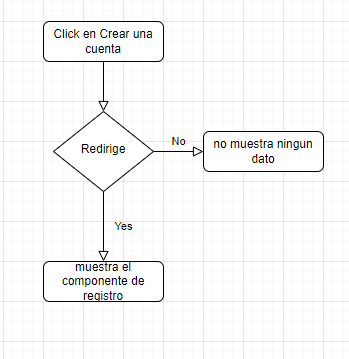 Click en Crear una
cuenta
Redirige
No
no muestra ningun
dato
Yes
muestra el
componente de
registro